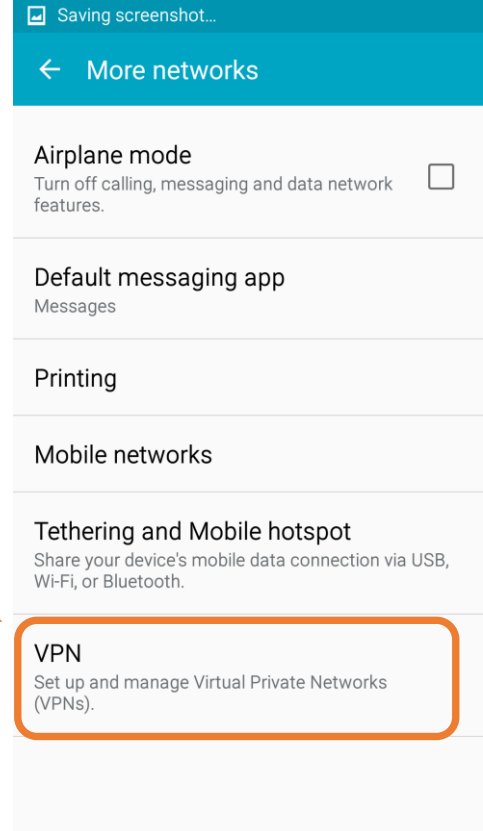 Saving screenshot...
More networks
Airplane mode
Turn off calling, messaging and data network
features.
Default messaging app
Messages
Printing
Mobile networks
Tethering and Mobile hotspot
Share your device's mobile data connection via USB,
Wi-Fi, or Bluetooth.
VPN
Set up and manage Virtual Private Networks
(VPNs).